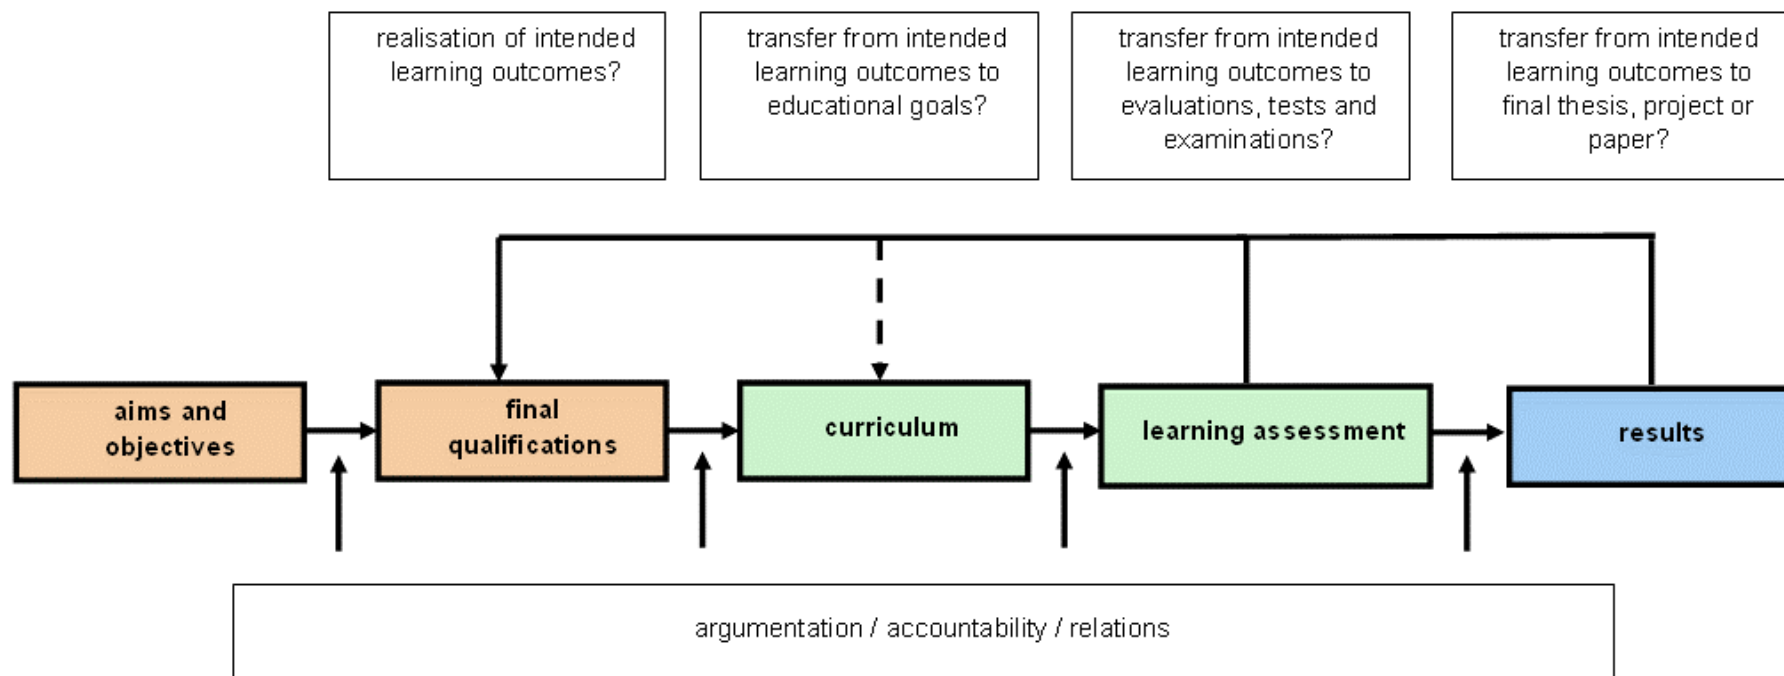 realisation of intended
learning outcomes?
transfer from intended
learning outcomes to
educational goals?
transfer from intended
learning outcomes to
evaluations, tests and
examinations?
transfer from intended
learning outcomes to
final thesis, project or
paper?
aims and
objectives
final
qualifications
curriculum
learning assessment
results
argumentation / accountability / relations